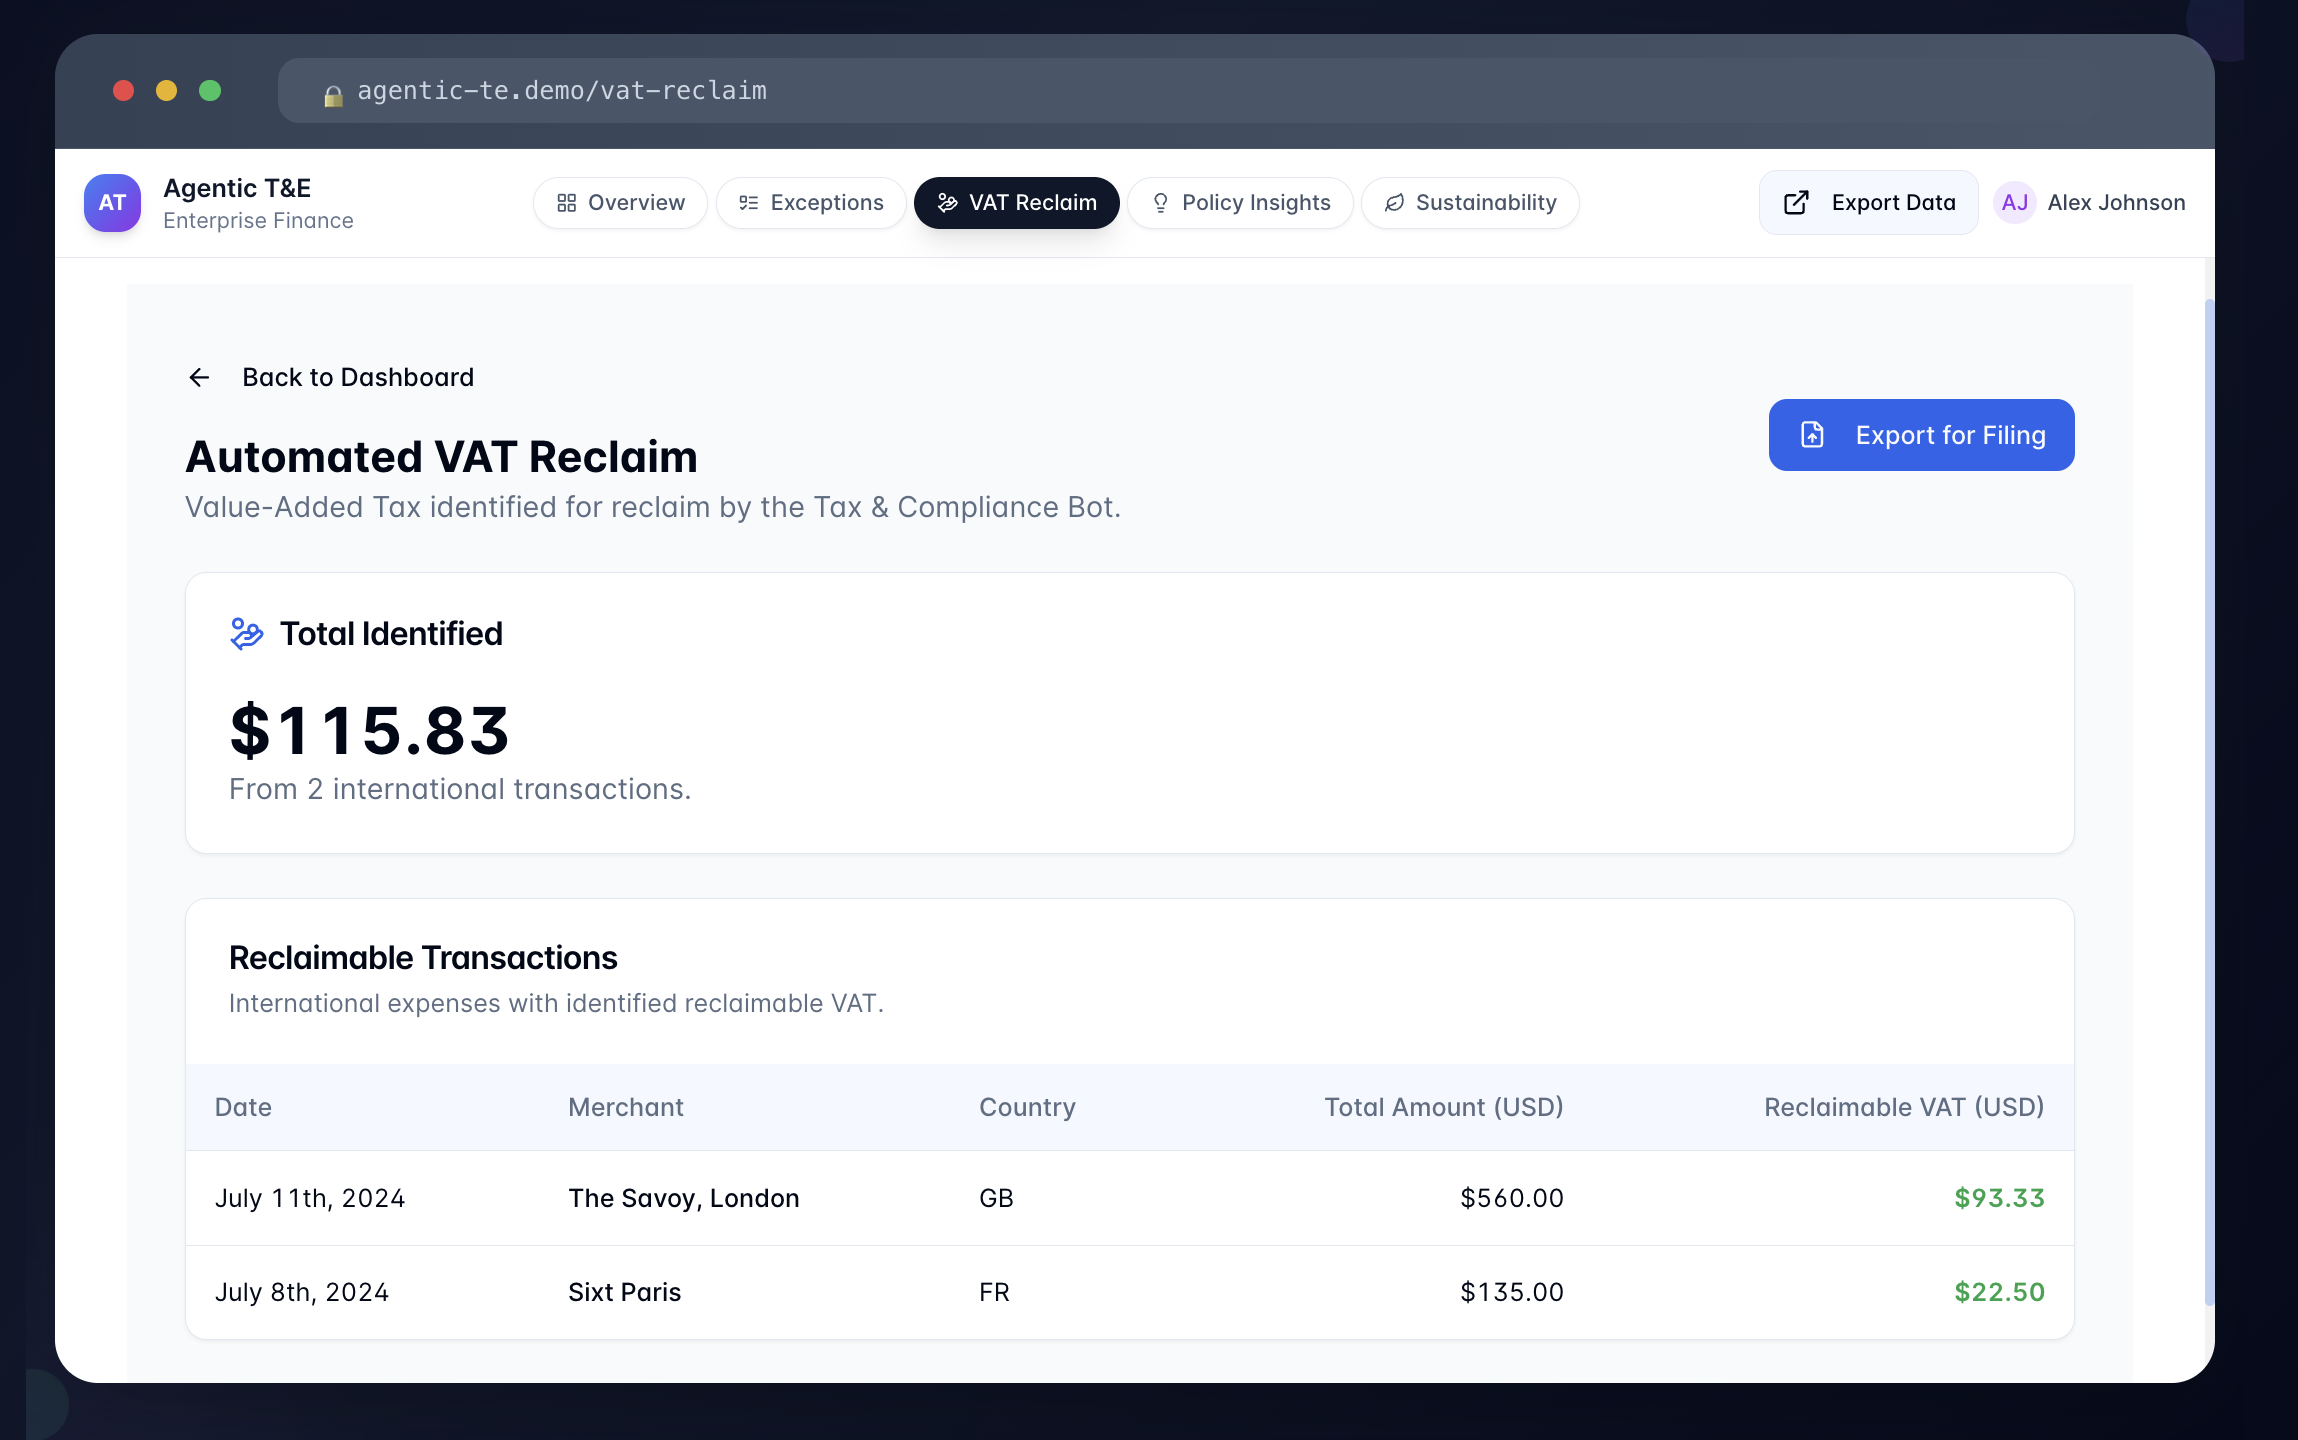 agentic-te.demo/vat-reclaim
AT
Agentic T&E
Enterprise Finance
Overview
Exceptions
VAT Reclaim
Policy Insights
Sustainability
Export Data
AJ
Alex Johnson
Back to Dashboard
Export for Filing
Automated VAT Reclaim
Value-Added Tax identified for reclaim by the Tax & Compliance Bot.
Total Identified
$115.83
From 2 international transactions.
Reclaimable Transactions
International expenses with identified reclaimable VAT.
Date Merchant Country Total Amount (USD) Reclaimable VAT (USD)
July 11th, 2024 The Savoy, London GB $560.00 $93.33
July 8th, 2024 Sixt Paris FR $135.00 $22.50